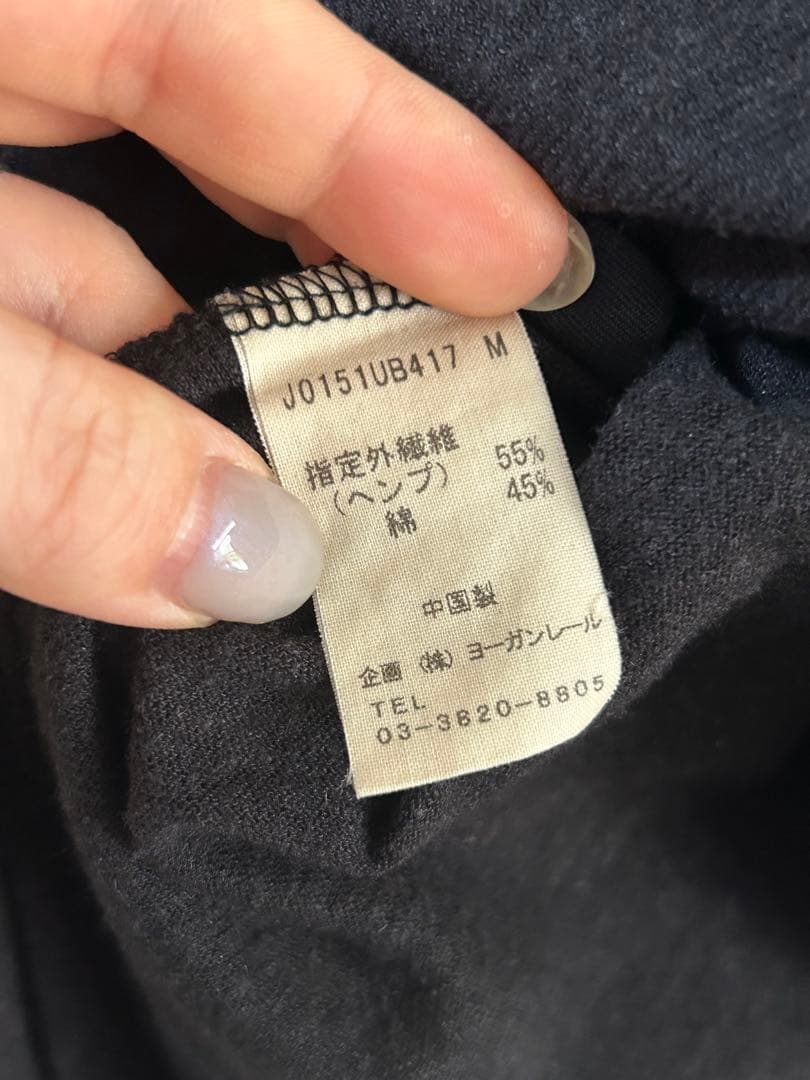 J0151UB417 M
指定外繊維 55%
(ヘンプ) 45%
綿
中国製
企画 (株) ヨーガンレール
TEL
03-3820-8805